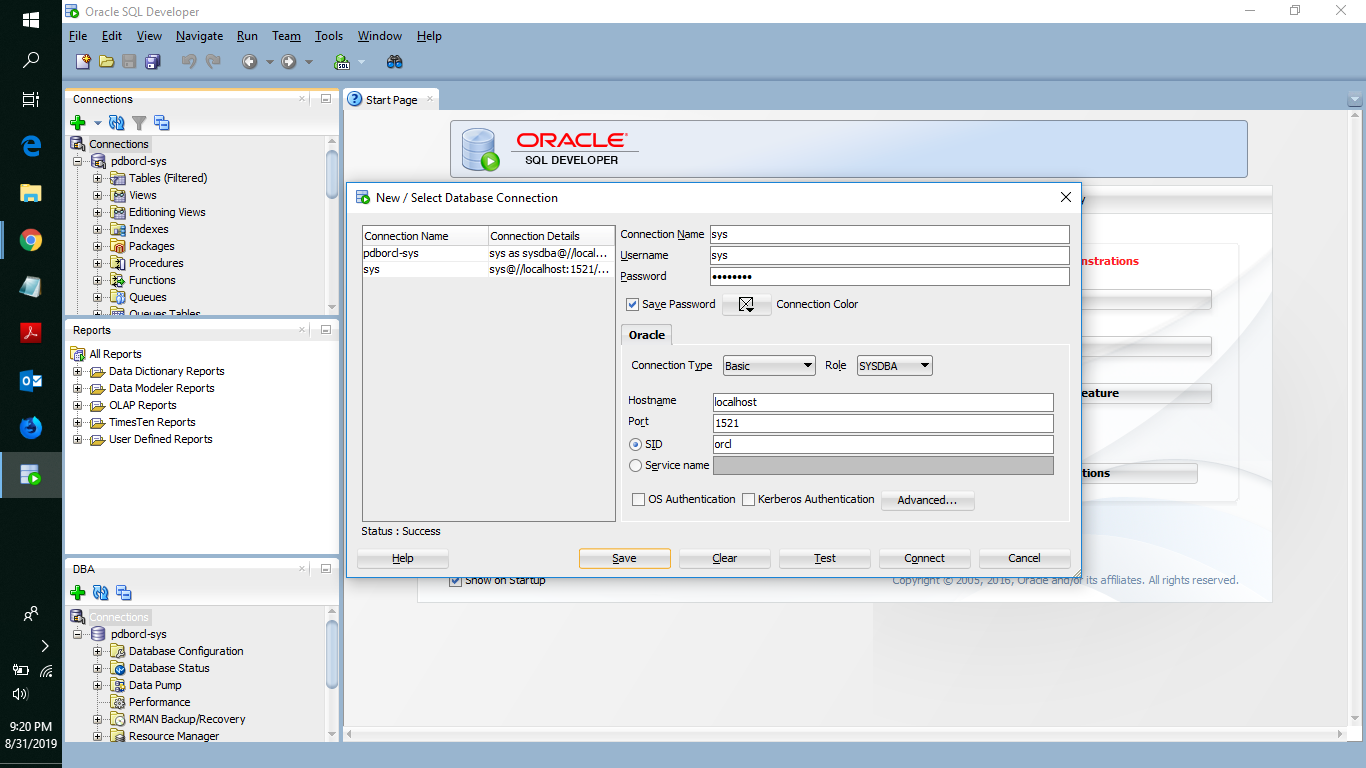 Oracle SQL Developer
File Edit View Navigate Run Team Tools Window Help
Connections
Connections
pdborcl-sys
Tables (Filtered)
Views
Editioning Views
Indexes
Packages
Procedures
Functions
Queues
Queues Tables
Reports
All Reports
Data Dictionary Reports
Data Modeler Reports
OLAP Reports
TimesTen Reports
User Defined Reports
DBA
Connections
pdborcl-sys
Database Configuration
Database Status
Data Pump
Performance
RMAN Backup/Recovery
Resource Manager
Start Page
ORACLE
SQL DEVELOPER
New / Select Database Connection
Connection Name Connection Details
pdborcl-sys sys as sysdba@//local...
sys sys@//localhost:1521/...
Connection Name sys
Username sys
Password ••••••••
Save Password Connection Color
Oracle
Connection Type Basic Role SYSDBA
Hostname localhost
Port 1521
SID orcl
Service name
OS Authentication Kerberos Authentication Advanced...
Status : Success
Help Save Clear Test Connect Cancel
y
nstrations
eature
tions
Show on Startup
Copyright © 2005, 2016, Oracle and/or its affiliates. All rights reserved.
9:20 PM
8/31/2019